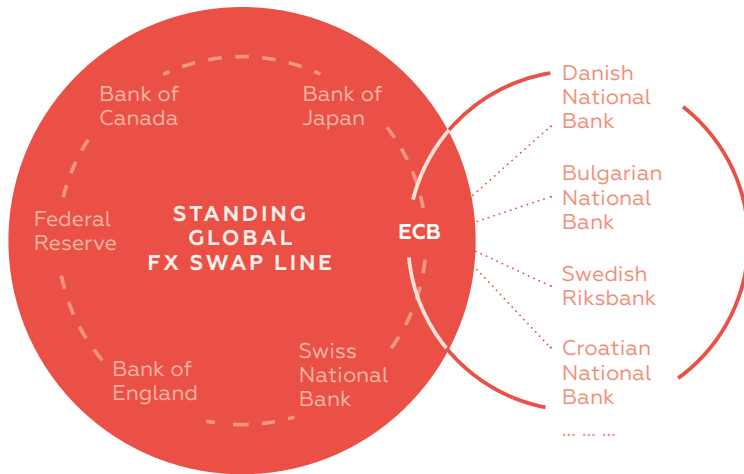 Bank of
Canada
Bank of
Japan
Federal
Reserve
STANDING
GLOBAL
FX SWAP LINE
ECB
Bank of
England
Swiss
National
Bank
Danish
National
Bank
Bulgarian
National
Bank
Swedish
Riksbank
Croatian
National
Bank
... ... ...